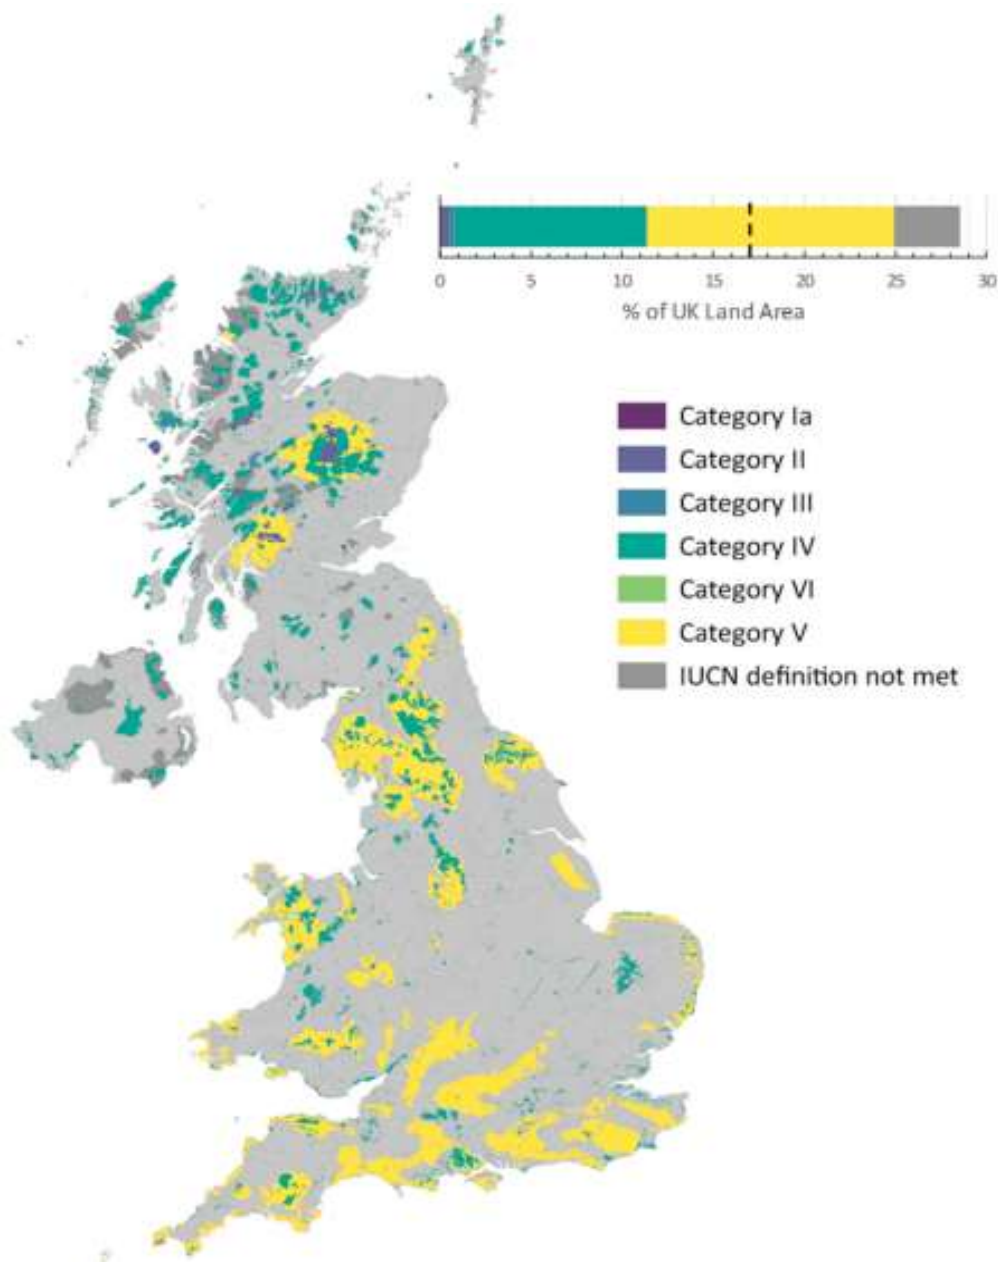 0 5 10 15 20 25 30
% of UK Land Area
Category Ia
Category II
Category III
Category IV
Category VI
Category V
IUCN definition not met